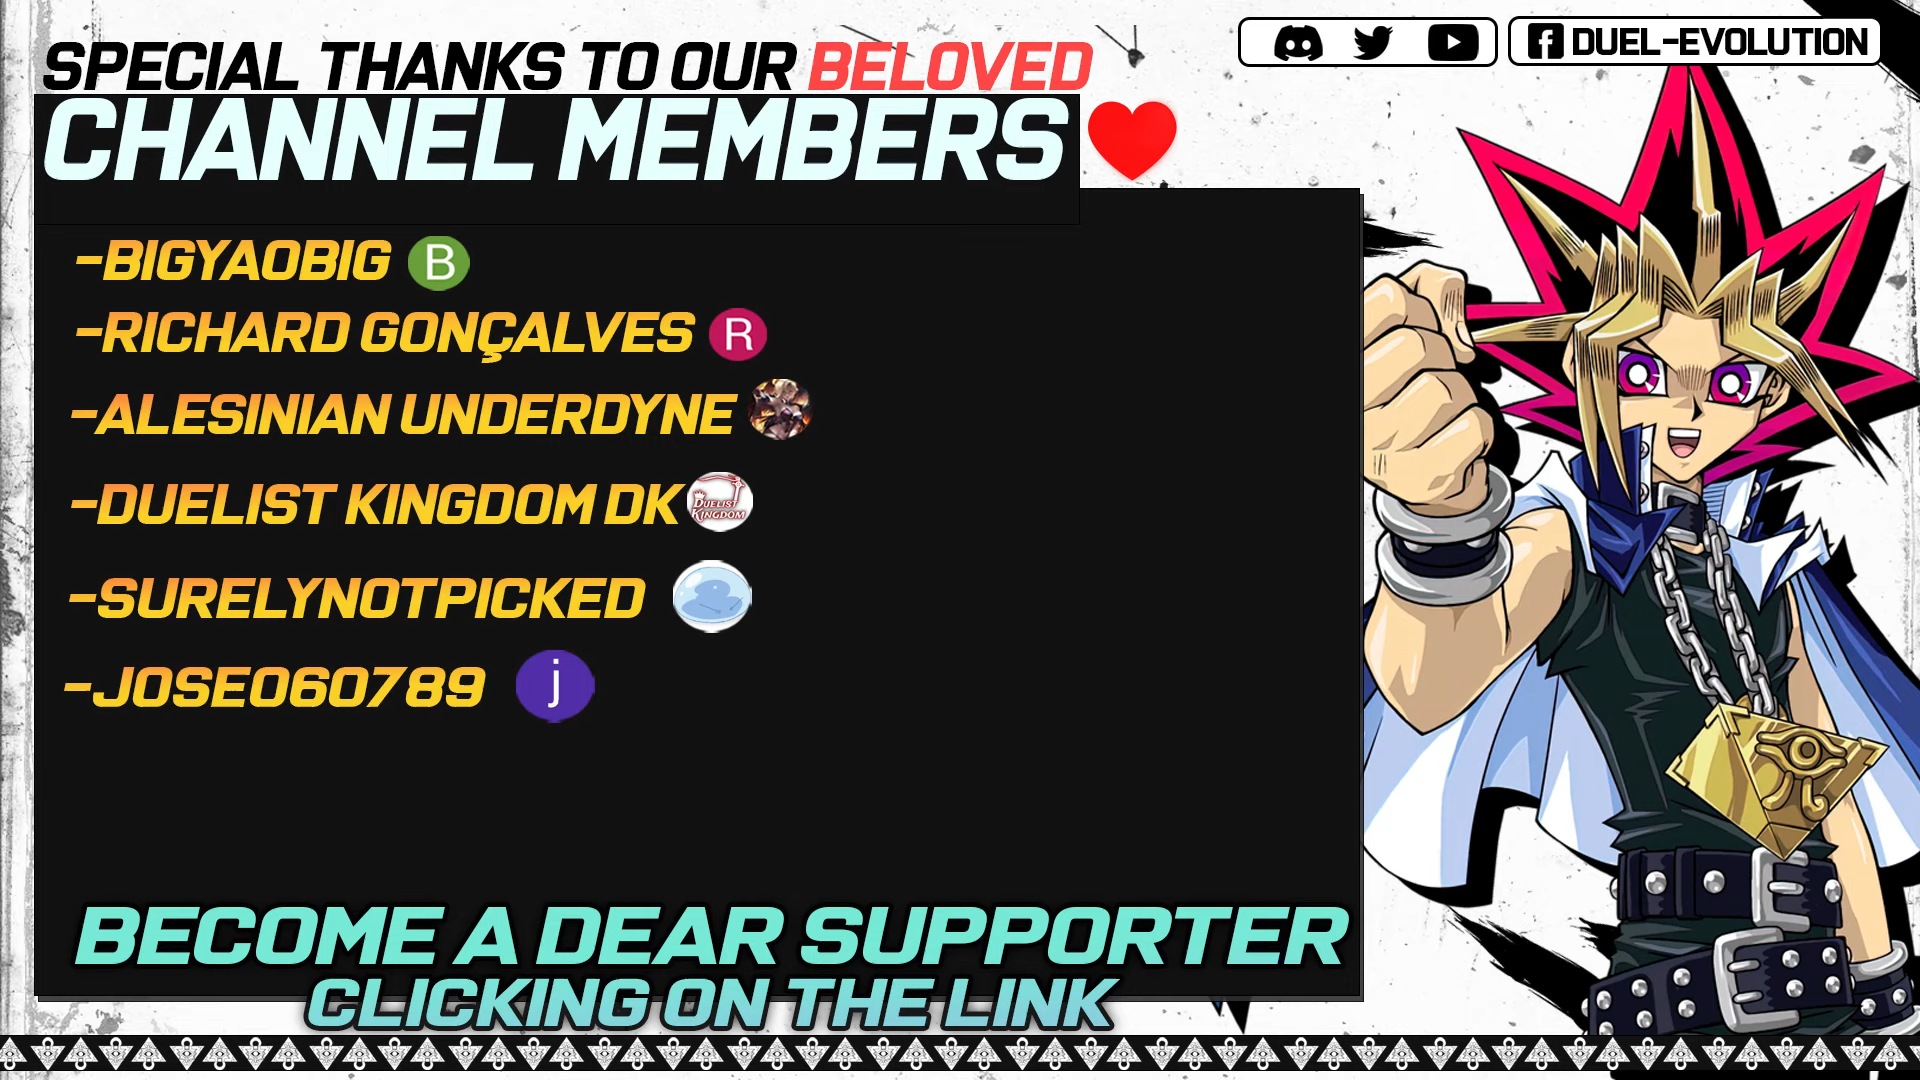 SPECIAL THANKS TO OUR BELOVED
CHANNEL MEMBERS
DUEL-EVOLUTION
-BIGYAOBIG B
-RICHARD GONÇALVES R
-ALESINIAN UNDERDYNE
-DUELIST KINGDOM DK DUELIST KINGDOM
-SURELYNOTPICKED
-JOSE060789 j
BECOME A DEAR SUPPORTER
CLICKING ON THE LINK